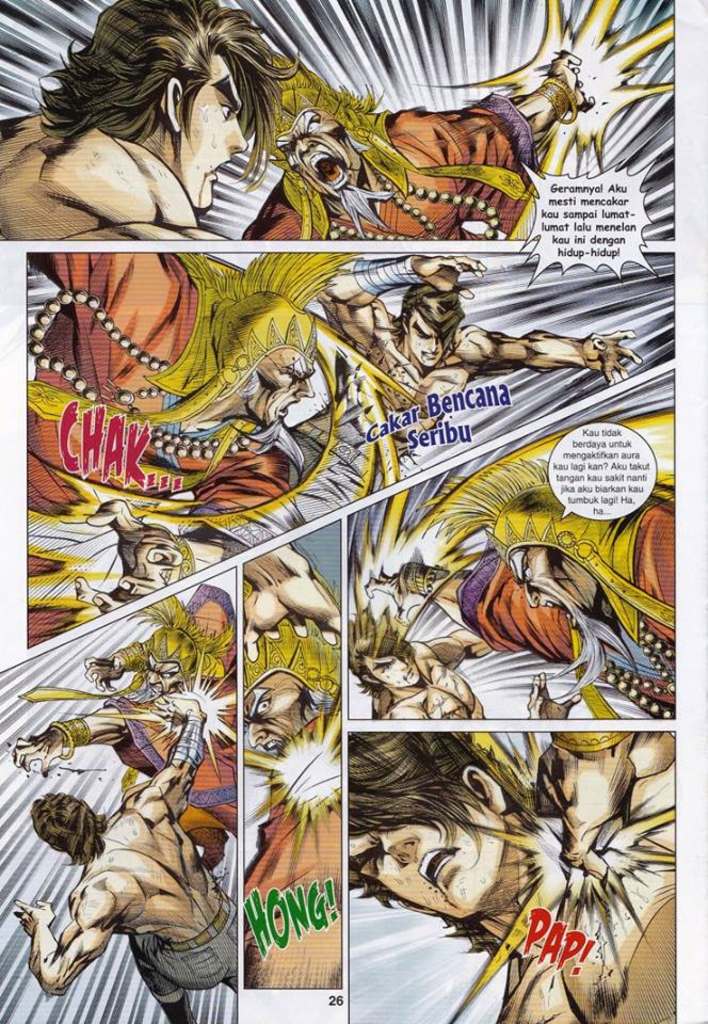 Geramnya! Aku
mesti mencakar
kau sampai lumat-
lumat lalu menelan
kau ini dengan
hidup-hidup!
CHAK...
Cakar Bencana
Seribu
Kau tidak
berdaya untuk
mengaktifkan aura
kau lagi kan? Aku takut
tangan kau sakit nanti
jika aku biarkan kau
tumbuk lagi! Ha,
ha...
HONG!
PAP!
26